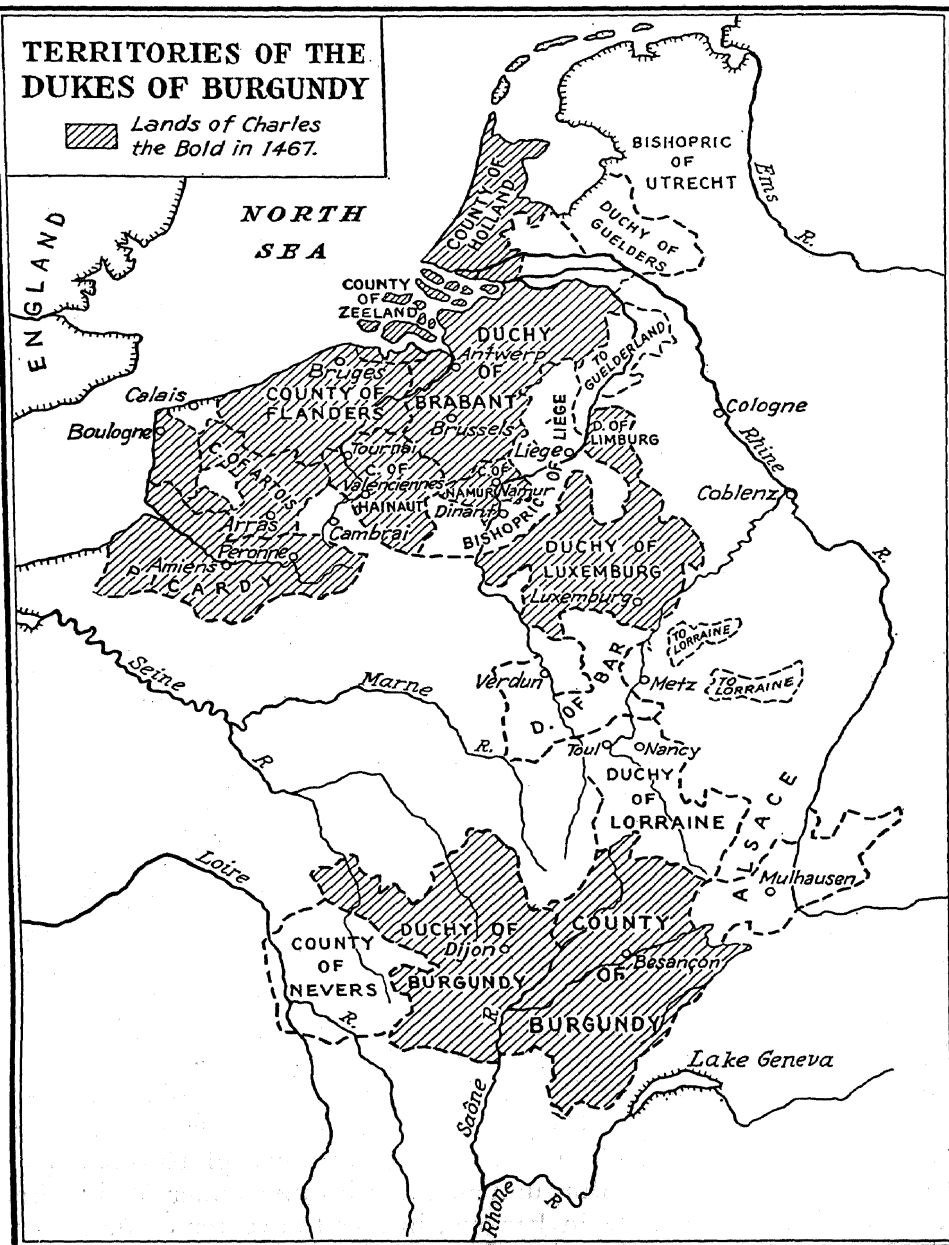 TERRITORIES OF THE
DUKES OF BURGUNDY
Lands of Charles
the Bold in 1467.
BISHOPRIC
OF
UTRECHT
Ems
R.
NORTH
SEA
ENGLAND
COUNTY OF
HOLLAND
DUCHY OF
GUELDERS
COUNTY
OF
ZEELAND
DUCHY
Antwerp
OF
BRABANT
Brussels
TO
GUELDERLAND
Bruges
COUNTY OF
FLANDERS
Calais
Boulogne
Cologne
Rhine
D. OF
LIMBURG
Liège
BISHOPRIC OF LIEGE
C. OF ARTOIS
Tournai
C. OF
Valenciennes
HAINAUT
C. OF
NAMUR
Namur
Dinant
Coblenz
R.
Arras
Cambrai
Peronne
Amiens
PICARDY
DUCHY OF
LUXEMBURG
Luxemburg
TO
LORRAINE
TO
LORRAINE
Seine
R
Marne
R.
Verdun
D. OF BAR
Metz
Toul
Nancy
DUCHY
OF
LORRAINE
ALSACE
Mulhausen
Loire
R.
COUNTY
OF
NEVERS
DUCHY OF
Dijon
BURGUNDY
COUNTY
Besançon
OF
BURGUNDY
Saône
R.
Lake Geneva
Rhone
R